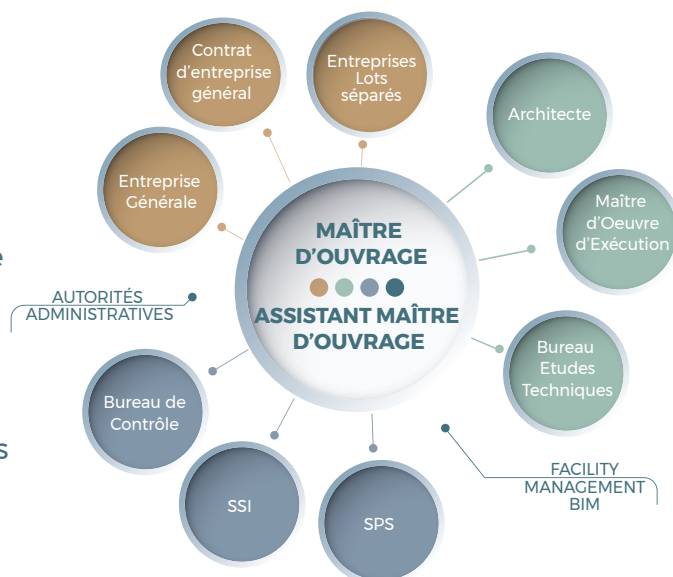 Contrat
d'entreprise
général
Entreprises
Lots
séparés
Architecte
Entreprise
Générale
Maître
d'Oeuvre
d'Exécution
MAÎTRE
D'OUVRAGE
ASSISTANT MAÎTRE
D'OUVRAGE
e
AUTORITÉS
ADMINISTRATIVES
Bureau
Etudes
Techniques
Bureau de
Contrôle
s
FACILITY
MANAGEMENT
BIM
SSI
SPS